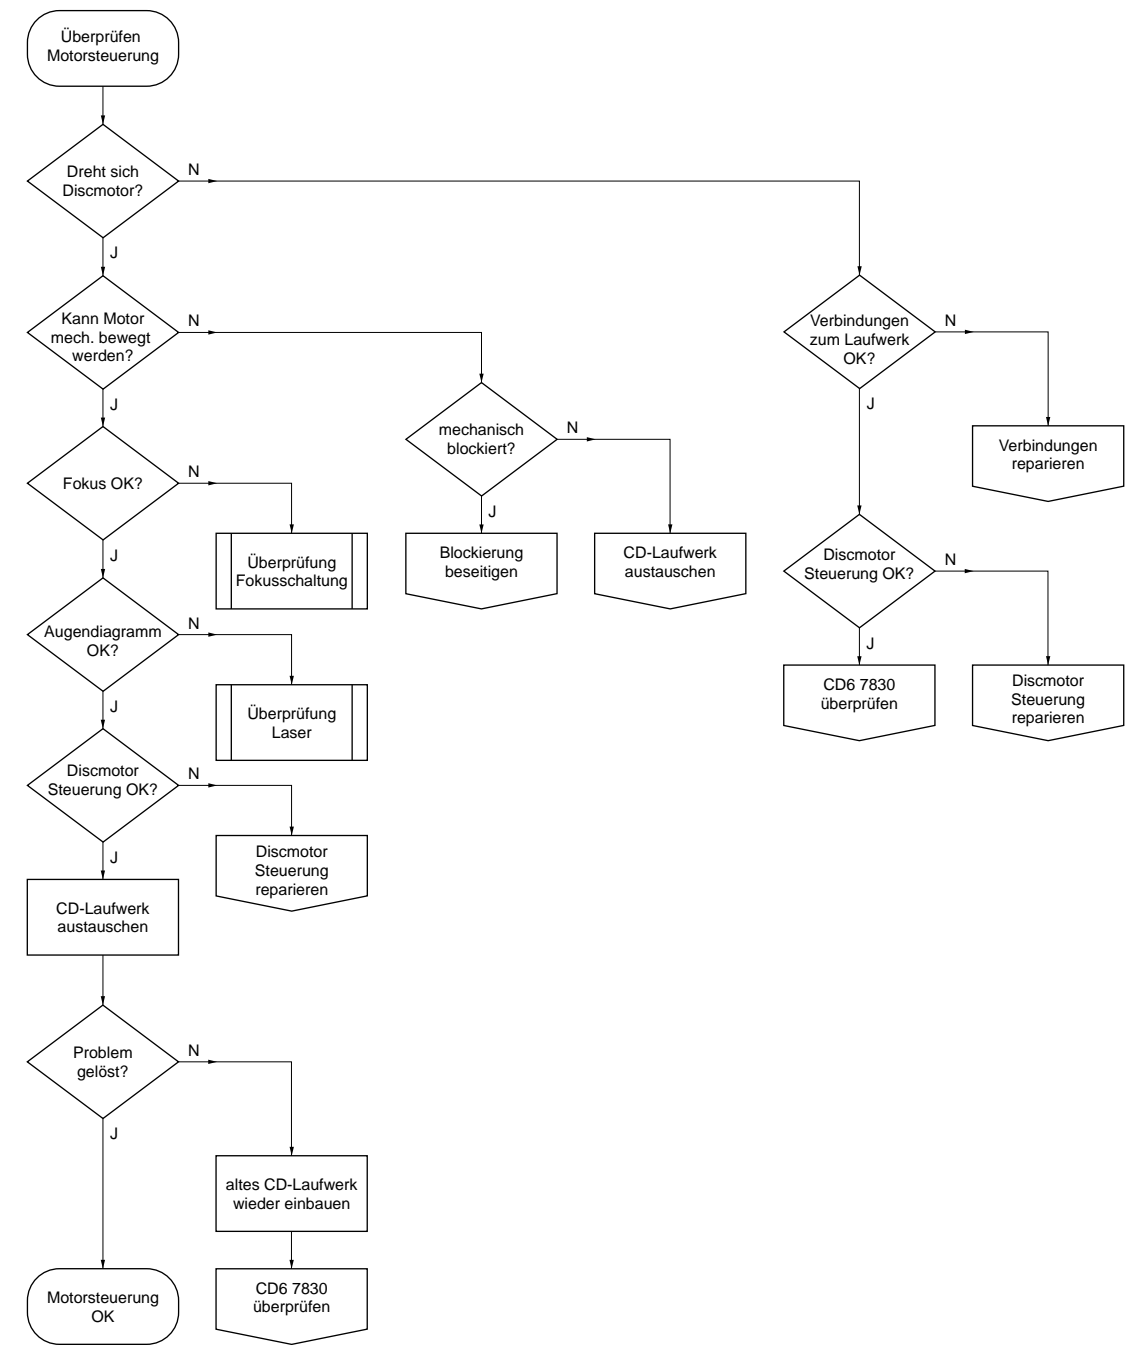 Überprüfen
Motorsteuerung
Dreht sich
Discmotor?
N
J
Kann Motor
mech. bewegt
werden?
N
J
Verbindungen
zum Laufwerk
OK?
N
J
mechanisch
blockiert?
N
J
Verbindungen
reparieren
Fokus OK?
N
J
Überprüfung
Fokusschaltung
Blockierung
beseitigen
CD-Laufwerk
austauschen
Discmotor
Steuerung OK?
N
J
Augendiagramm
OK?
N
J
Überprüfung
Laser
CD6 7830
überprüfen
Discmotor
Steuerung
reparieren
Discmotor
Steuerung OK?
N
J
Discmotor
Steuerung
reparieren
CD-Laufwerk
austauschen
Problem
gelöst?
N
J
altes CD-Laufwerk
wieder einbauen
Motorsteuerung
OK
CD6 7830
überprüfen